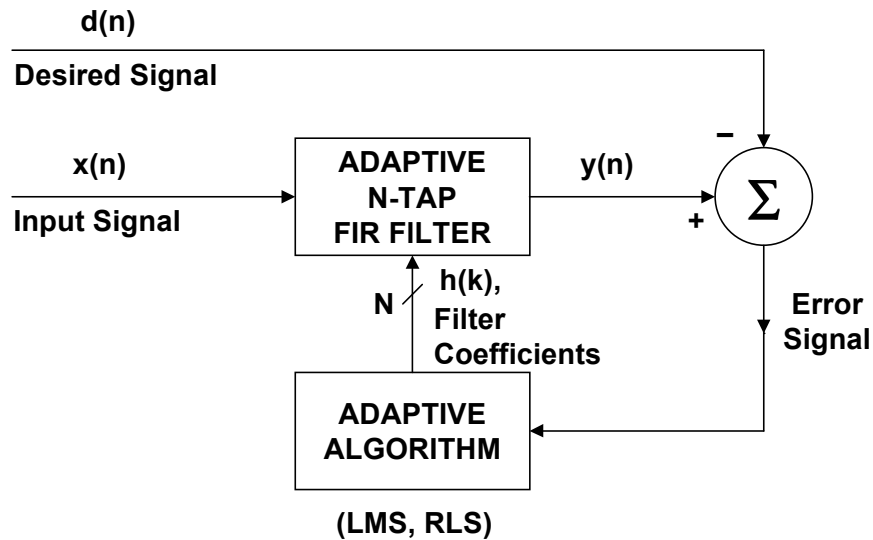 d(n)
Desired Signal
−
x(n)
Input Signal
ADAPTIVE
N-TAP
FIR FILTER
y(n)
+
Σ
N
h(k),
Filter
Coefficients
Error
Signal
ADAPTIVE
ALGORITHM
(LMS, RLS)